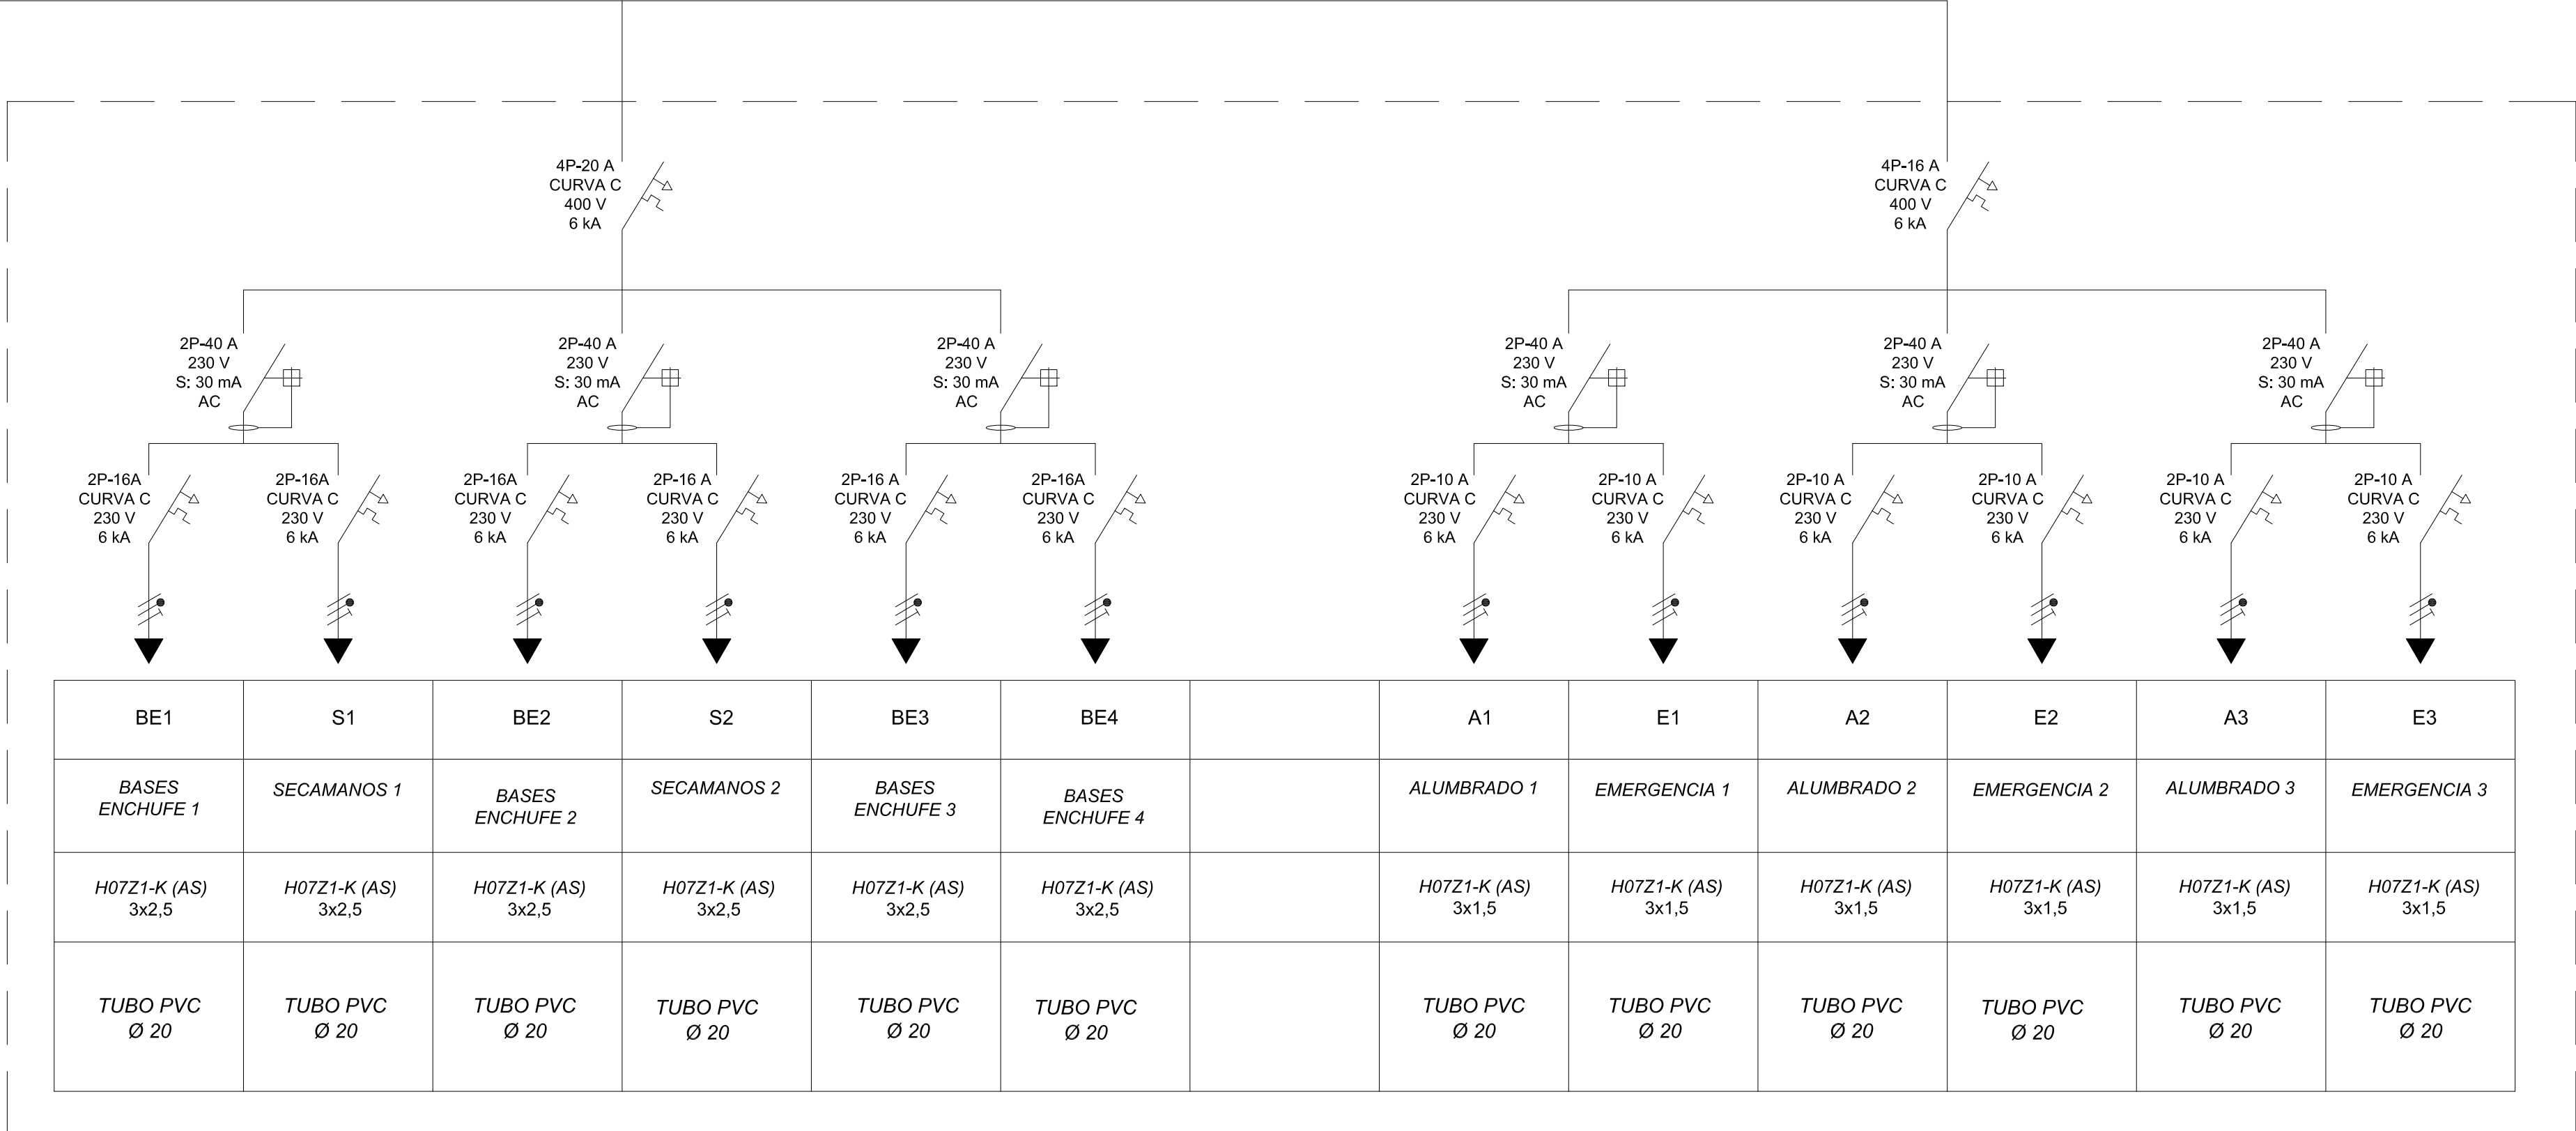 4P-20 A
CURVA C
400 V
6 kA
4P-16 A
CURVA C
400 V
6 kA
2P-40 A
230 V
S: 30 mA
AC
2P-40 A
230 V
S: 30 mA
AC
2P-40 A
230 V
S: 30 mA
AC
2P-40 A
230 V
S: 30 mA
AC
2P-40 A
230 V
S: 30 mA
AC
2P-40 A
230 V
S: 30 mA
AC
2P-16A
CURVA C
230 V
6 kA
2P-16A
CURVA C
230 V
6 kA
2P-16A
CURVA C
230 V
6 kA
2P-16 A
CURVA C
230 V
6 kA
2P-16 A
CURVA C
230 V
6 kA
2P-16A
CURVA C
230 V
6 kA
2P-10 A
CURVA C
230 V
6 kA
2P-10 A
CURVA C
230 V
6 kA
2P-10 A
CURVA C
230 V
6 kA
2P-10 A
CURVA C
230 V
6 kA
2P-10 A
CURVA C
230 V
6 kA
2P-10 A
CURVA C
230 V
6 kA
BE1
S1
BE2
S2
BE3
BE4
A1
E1
A2
E2
A3
E3
BASES
ENCHUFE 1
SECAMANOS 1
BASES
ENCHUFE 2
SECAMANOS 2
BASES
ENCHUFE 3
BASES
ENCHUFE 4
ALUMBRADO 1
EMERGENCIA 1
ALUMBRADO 2
EMERGENCIA 2
ALUMBRADO 3
EMERGENCIA 3
H07Z1-K (AS)
3x2,5
H07Z1-K (AS)
3x2,5
H07Z1-K (AS)
3x2,5
H07Z1-K (AS)
3x2,5
H07Z1-K (AS)
3x2,5
H07Z1-K (AS)
3x2,5
H07Z1-K (AS)
3x1,5
H07Z1-K (AS)
3x1,5
H07Z1-K (AS)
3x1,5
H07Z1-K (AS)
3x1,5
H07Z1-K (AS)
3x1,5
H07Z1-K (AS)
3x1,5
TUBO PVC
Ø 20
TUBO PVC
Ø 20
TUBO PVC
Ø 20
TUBO PVC
Ø 20
TUBO PVC
Ø 20
TUBO PVC
Ø 20
TUBO PVC
Ø 20
TUBO PVC
Ø 20
TUBO PVC
Ø 20
TUBO PVC
Ø 20
TUBO PVC
Ø 20
TUBO PVC
Ø 20